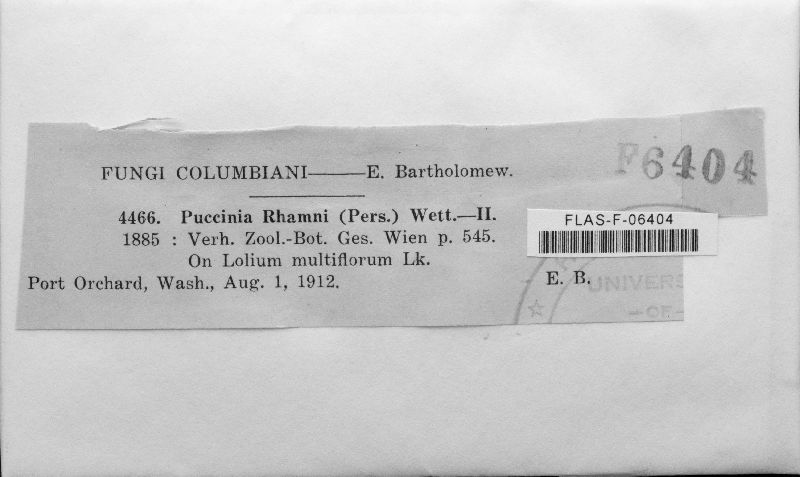 FUNGI COLUMBIANI——E. Bartholomew.
F6404
4466. Puccinia Rhamni (Pers.) Wett.—II.
1885 : Verh. Zool.-Bot. Ges. Wien p. 545.
On Lolium multiflorum Lk.
Port Orchard, Wash., Aug. 1, 1912.
E. B.
FLAS-F-06404
UNIVERS
—OF—